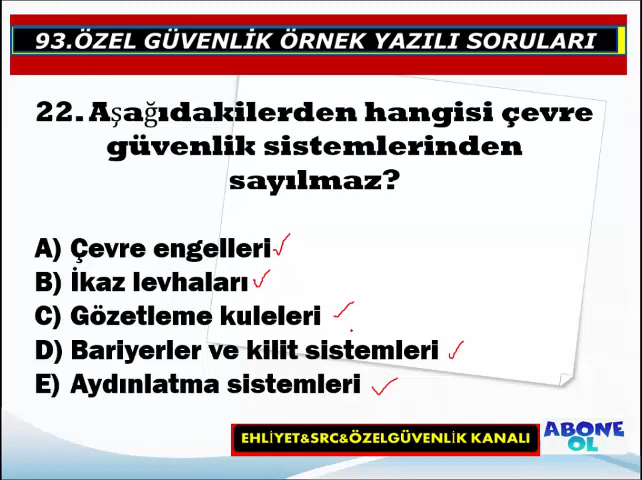 93.ÖZEL GÜVENLİK ÖRNEK YAZILI SORULARI
22. Aşağıdakilerden hangisi çevre
güvenlik sistemlerinden
sayılmaz?
A) Çevre engelleri
B) İkaz levhaları
C) Gözetleme kuleleri
D) Bariyerler ve kilit sistemleri
E) Aydınlatma sistemleri
EHLİYET&SRC&ÖZELGÜVENLİK KANALI
ABONE
OL